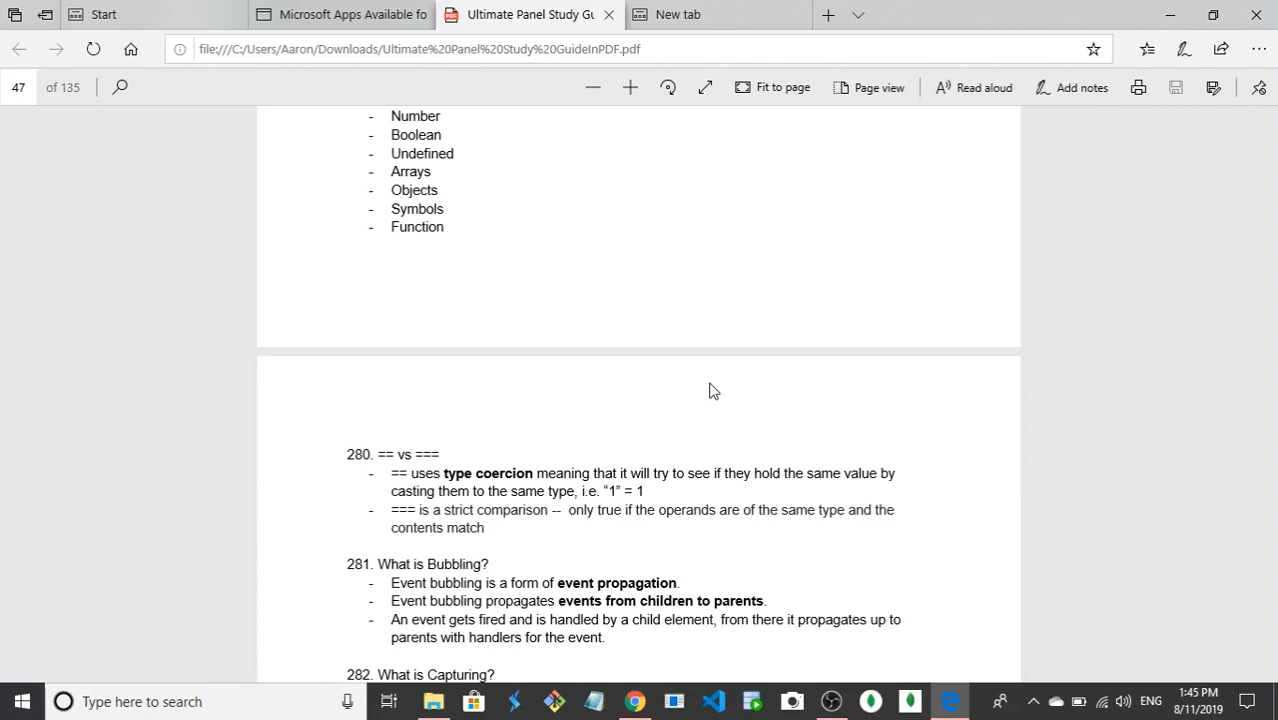 Start
Microsoft Apps Available fo
Ultimate Panel Study Gu
New tab
file:///C:/Users/Aaron/Downloads/Ultimate%20Panel%20Study%20GuideInPDF.pdf
47 of 135
Fit to page
Page view
Read aloud
Add notes
- Number
- Boolean
- Undefined
- Arrays
- Objects
- Symbols
- Function
280. == vs ===
- == uses type coercion meaning that it will try to see if they hold the same value by
casting them to the same type, i.e. “1” = 1
- === is a strict comparison -- only true if the operands are of the same type and the
contents match
281. What is Bubbling?
- Event bubbling is a form of event propagation.
- Event bubbling propagates events from children to parents.
- An event gets fired and is handled by a child element, from there it propagates up to
parents with handlers for the event.
282. What is Capturing?
Type here to search
ENG
1:45 PM
8/11/2019